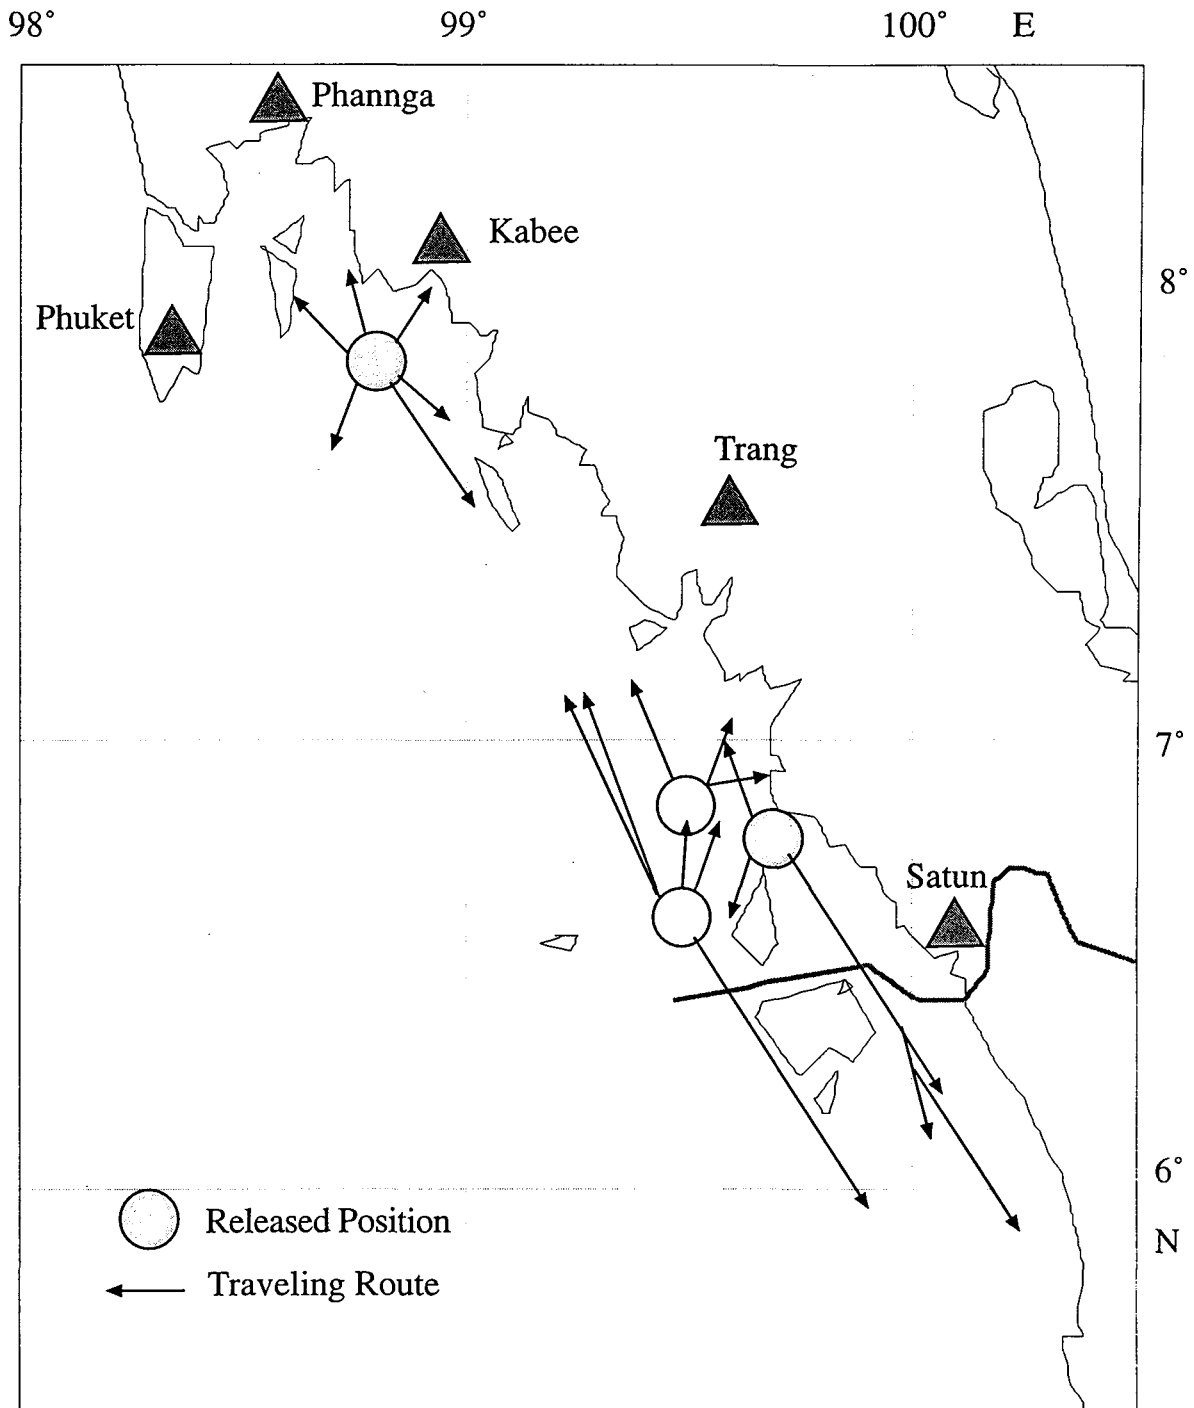 98°
99°
100°
E
Phannga
Kabee
8°
Phuket
Trang
7°
Satun
6°
Released Position
N
Traveling Route